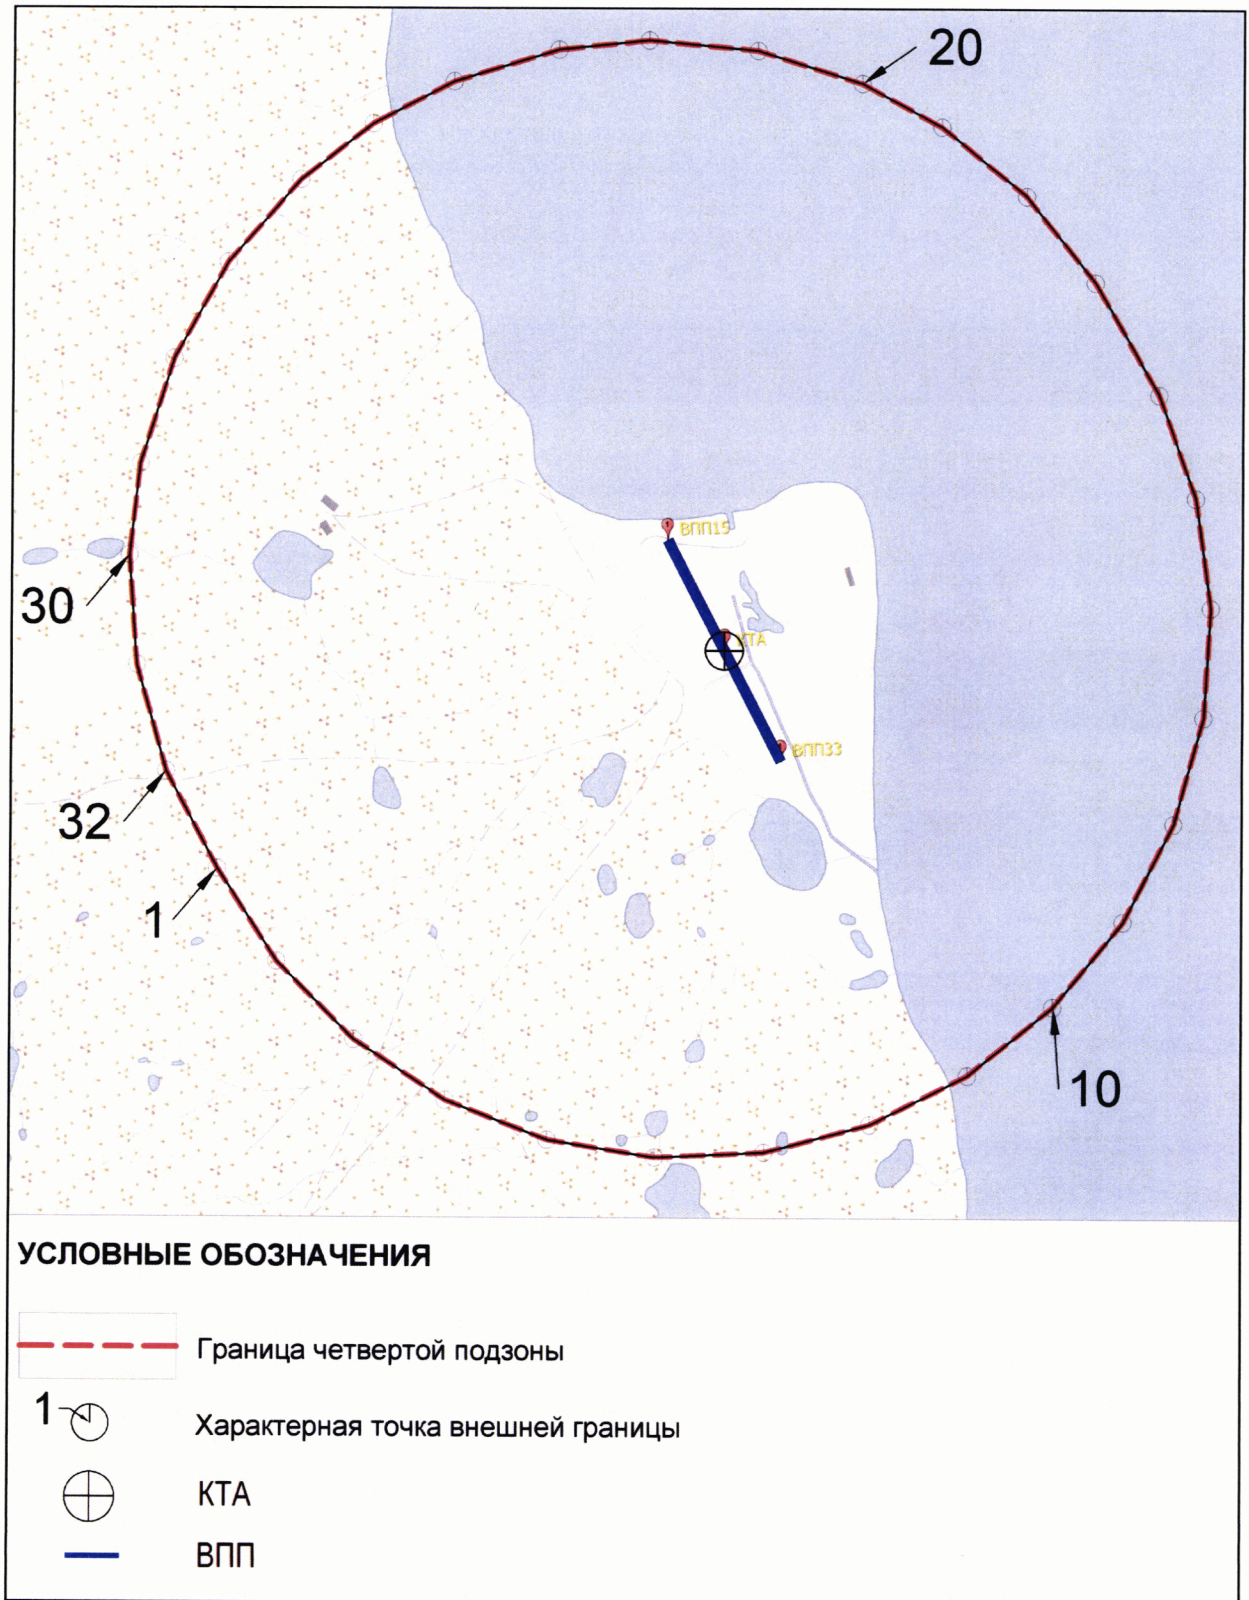 20
ВПП15
30
КТА
ВПП33
32
1
10
УСЛОВНЫЕ ОБОЗНАЧЕНИЯ
Граница четвертой подзоны
1
Характерная точка внешней границы
КТА
ВПП